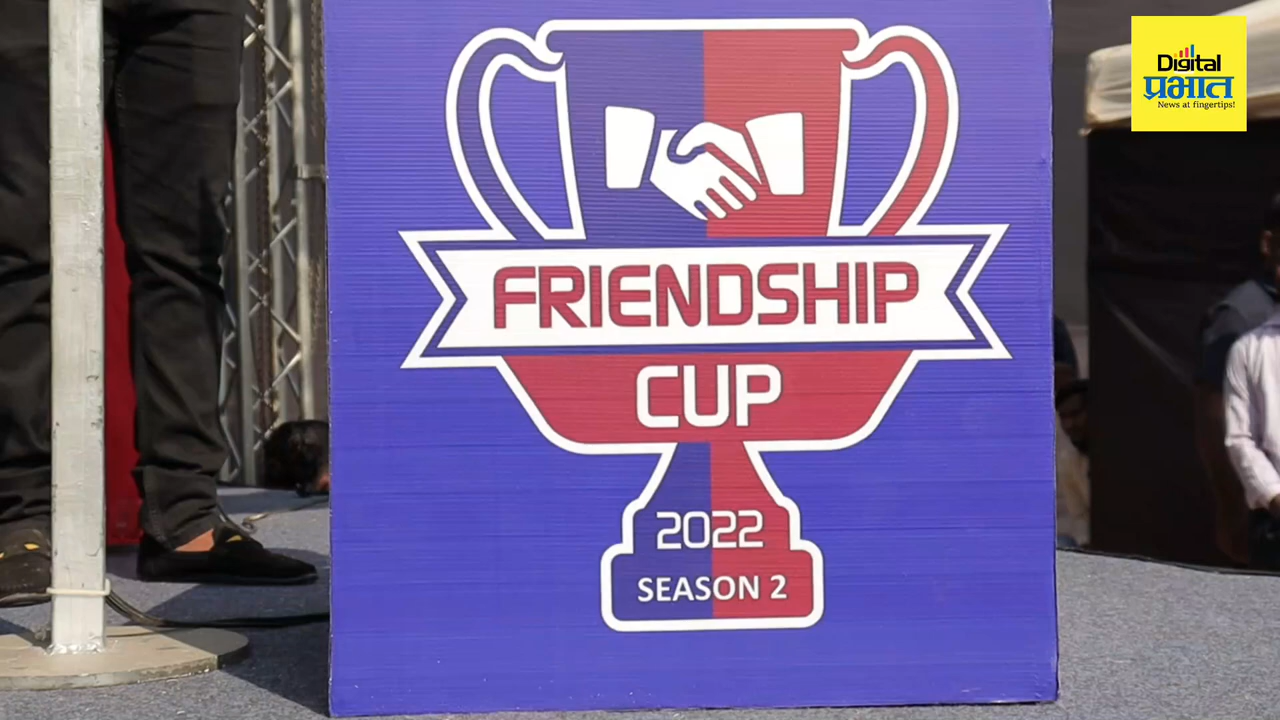 Digital
प्रभात
News at fingertips!
FRIENDSHIP
CUP
2022
SEASON 2